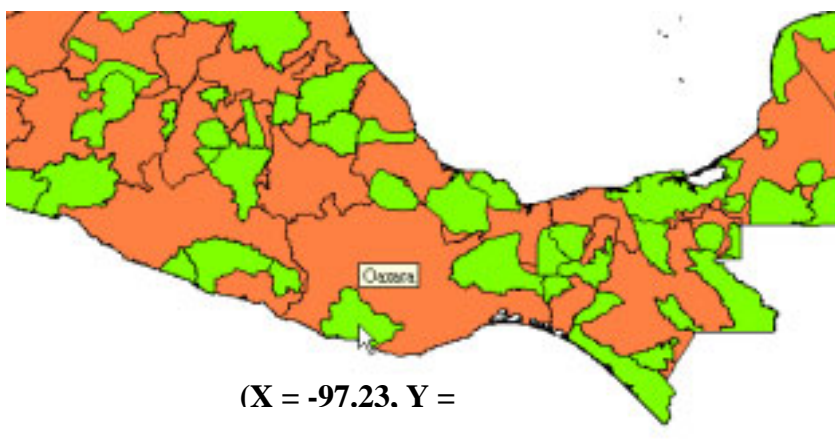 Oaxaca
(X = -97.23, Y =